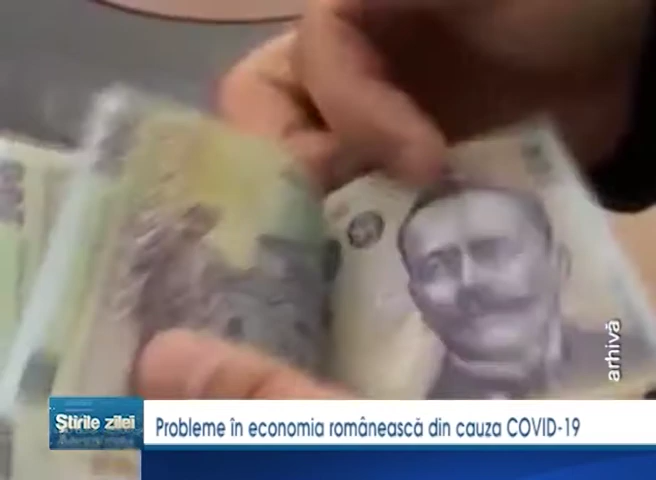 arhivă
Știrile zilei
Probleme în economia românească din cauza COVID-19